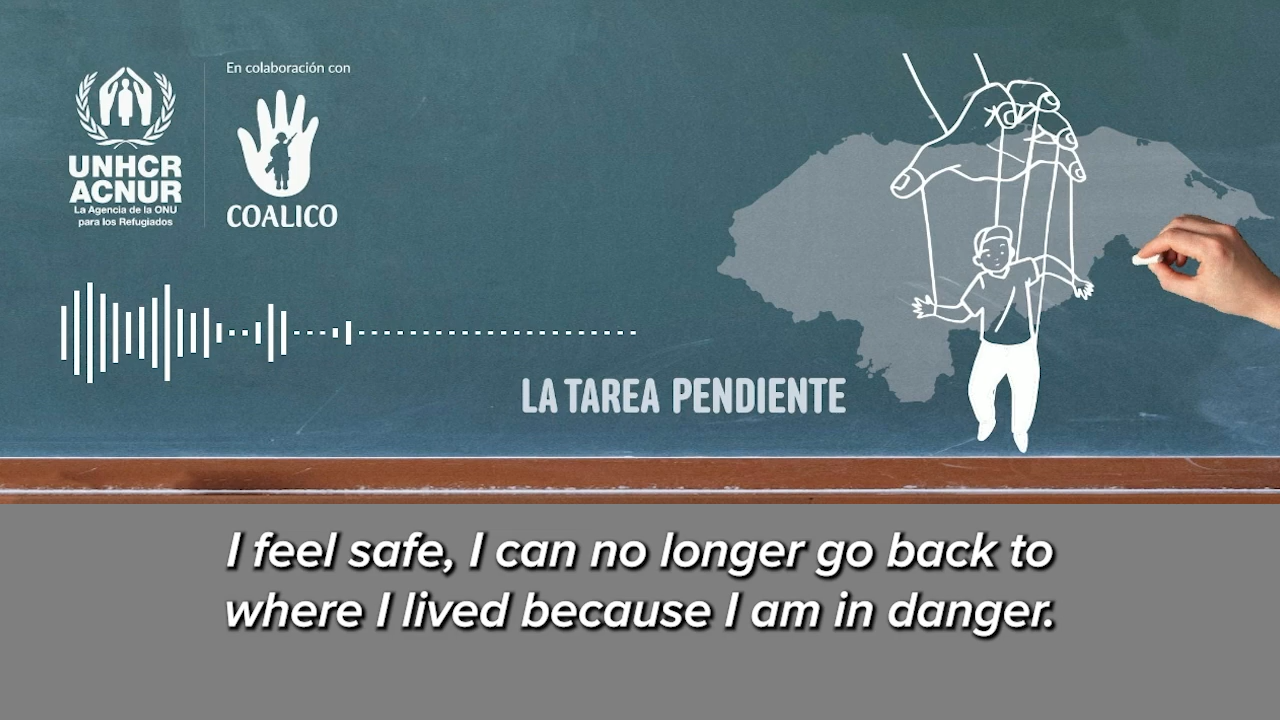 En colaboración con
UNHCR
ACNUR
La Agencia de la ONU
para los Refugiados
COALICO
LA TAREA PENDIENTE
I feel safe, I can no longer go back to
where I lived because I am in danger.